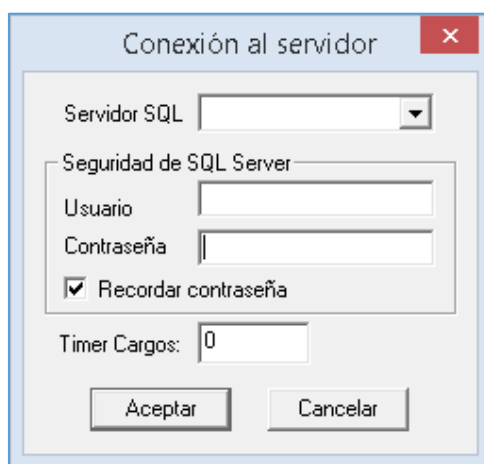 Conexión al servidor
Servidor SQL
Seguridad de SQL Server
Usuario
Contraseña
Recordar contraseña
Timer Cargos: 0
Aceptar Cancelar